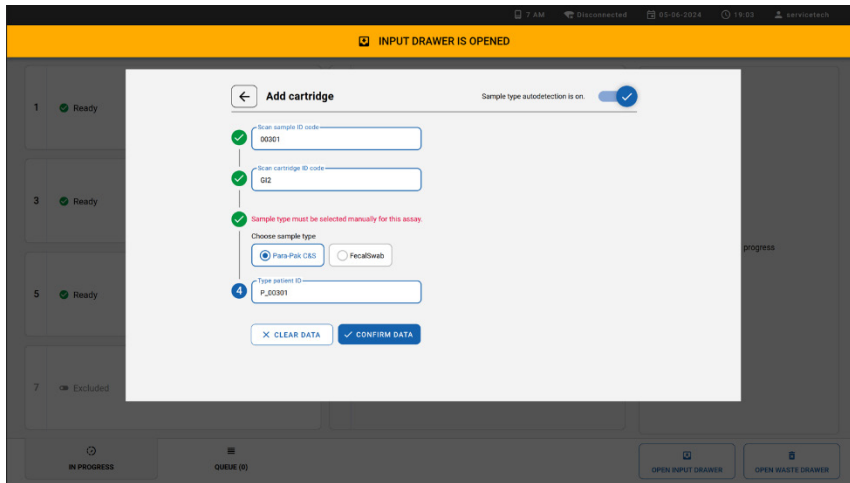 7 AM Disconnected 05-06-2024 19:03 servicetech
INPUT DRAWER IS OPENED
Add cartridge
Sample type autodetection is on.
1 Ready
Scan sample ID code
00301
Scan cartridge ID code
GI2
3 Ready
Sample type must be selected manually for this assay.
Choose sample type
Para-Pak C&S FecalSwab
progress
Type patient ID
4 P_00301
5 Ready
CLEAR DATA CONFIRM DATA
7 Excluded
IN PROGRESS QUEUE (0) OPEN INPUT DRAWER OPEN WASTE DRAWER